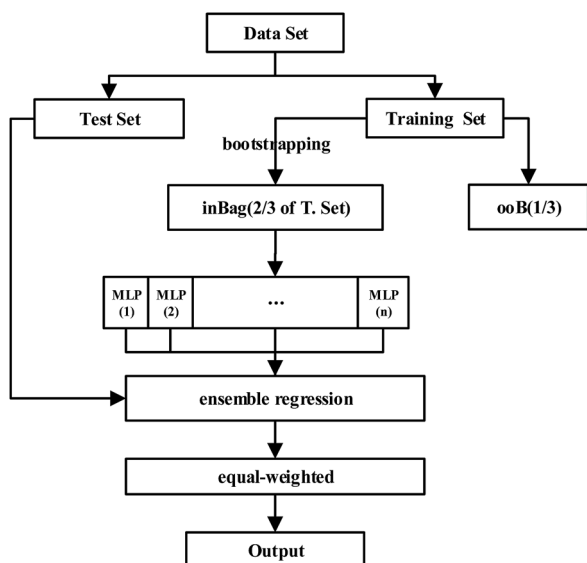 Data Set
Test Set
Training Set
bootstrapping
inBag(2/3 of T. Set)
ooB(1/3)
MLP
(1)
MLP
(2)
...
MLP
(n)
ensemble regression
equal-weighted
Output